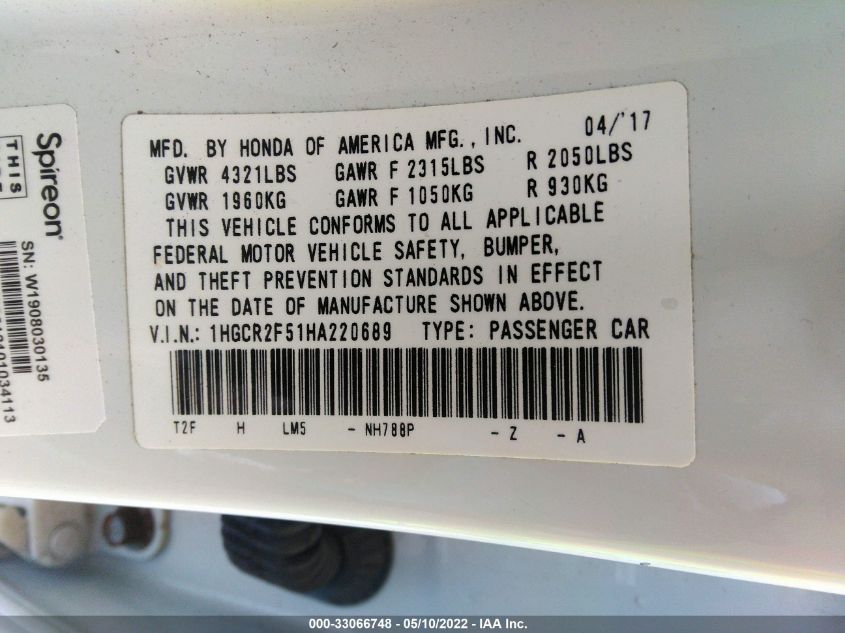 MFD. BY HONDA OF AMERICA MFG., INC. 04/'17
GVWR 4321LBS GAWR F 2315LBS R 2050LBS
GVWR 1960KG GAWR F 1050KG R 930KG
THIS VEHICLE CONFORMS TO ALL APPLICABLE
FEDERAL MOTOR VEHICLE SAFETY, BUMPER,
AND THEFT PREVENTION STANDARDS IN EFFECT
ON THE DATE OF MANUFACTURE SHOWN ABOVE.
V.I.N.: 1HGCR2F51HA220689 TYPE: PASSENGER CAR
T2F H LM5 - NH788P - Z - A
Spireon
THIS
SN: W1908030135
000-33066748 - 05/10/2022 - IAA Inc.